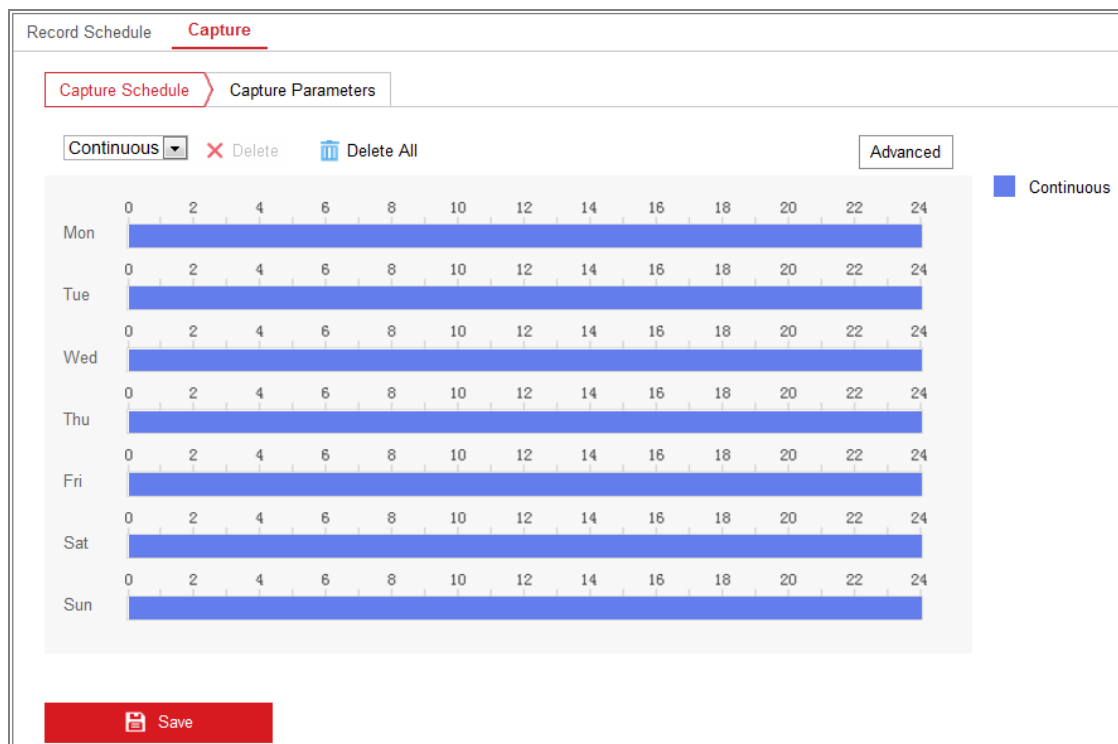 Record Schedule Capture
Capture Schedule Capture Parameters
Continuous Delete Delete All Advanced
Continuous
0 2 4 6 8 10 12 14 16 18 20 22 24
Mon
0 2 4 6 8 10 12 14 16 18 20 22 24
Tue
0 2 4 6 8 10 12 14 16 18 20 22 24
Wed
0 2 4 6 8 10 12 14 16 18 20 22 24
Thu
0 2 4 6 8 10 12 14 16 18 20 22 24
Fri
0 2 4 6 8 10 12 14 16 18 20 22 24
Sat
0 2 4 6 8 10 12 14 16 18 20 22 24
Sun
Save